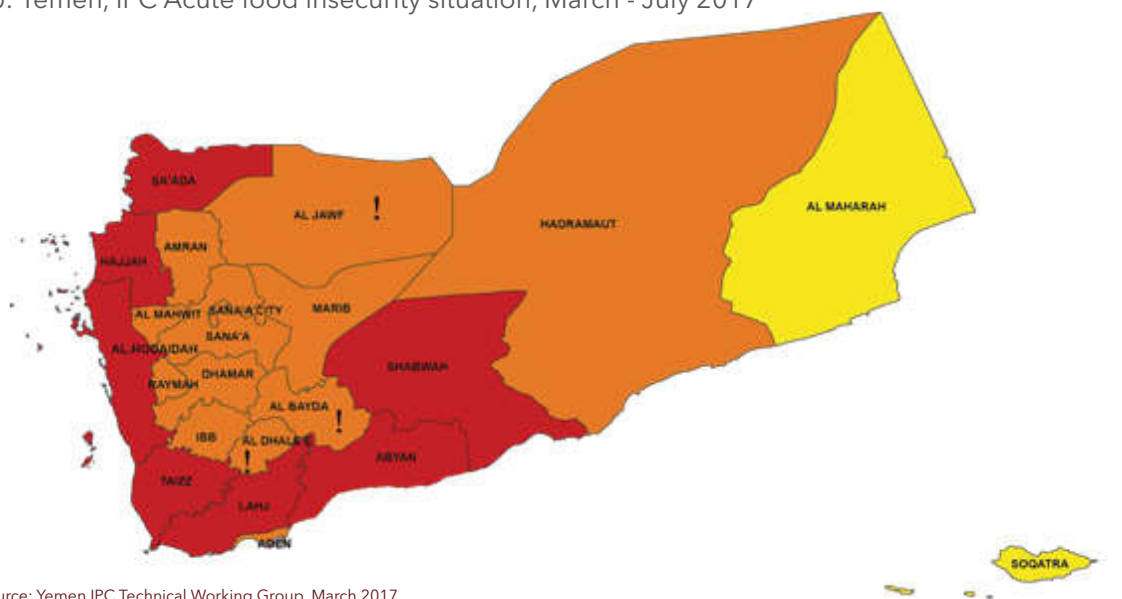 Yemen, IPC Acute food insecurity situation, March - July 2017
SA'ADA
AL JAWF !
HADRAMAUT
AL MAHARAH
AMRAN
HAJJAH
AL MAHWIT
SANA'A CITY
MARIB
SANA'A
AL HODAIDAH
DHAMAR
RAYMAH
SHABWAH
AL BAYDA !
IBB
AL DHALE'E !
ABYAN
TAIZZ
LAHJ
ADEN
SOQATRA
urce: Yemen IPC Technical Working Group, March 2017